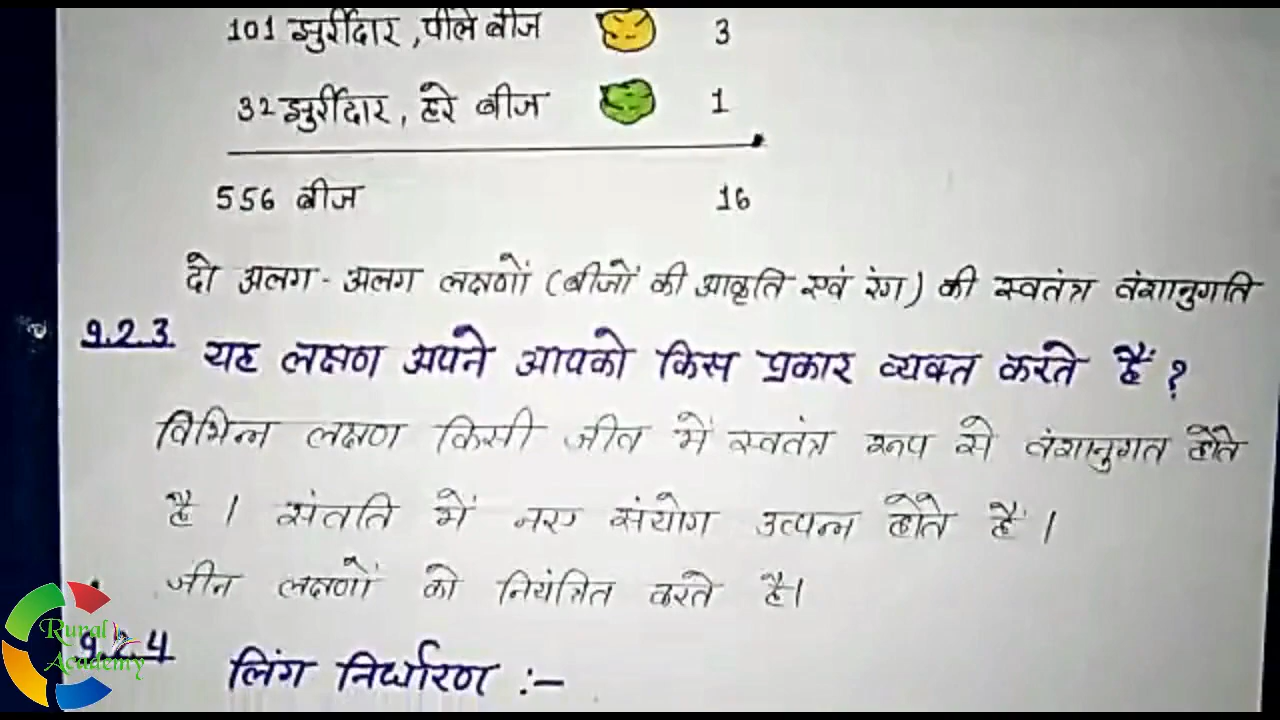 101 झुर्रीदार, पीले बीज 3
32 झुर्रीदार, हरे बीज 1
556 बीज 16
दो अलग-अलग लक्षणों (बीजों की आकृति एवं रंग) की स्वतंत्र वंशानुगति
9.2.3 यह लक्षण अपने आपको किस प्रकार व्यक्त करते हैं ?
विभिन्न लक्षण किसी जीव में स्वतंत्र रूप से वंशानुगत होते
है । संतति में नए संयोग उत्पन्न होते हैं ।
जीन लक्षणों को नियंत्रित करते है।
9.2.4 लिंग निर्धारण :-
Rural
Academy